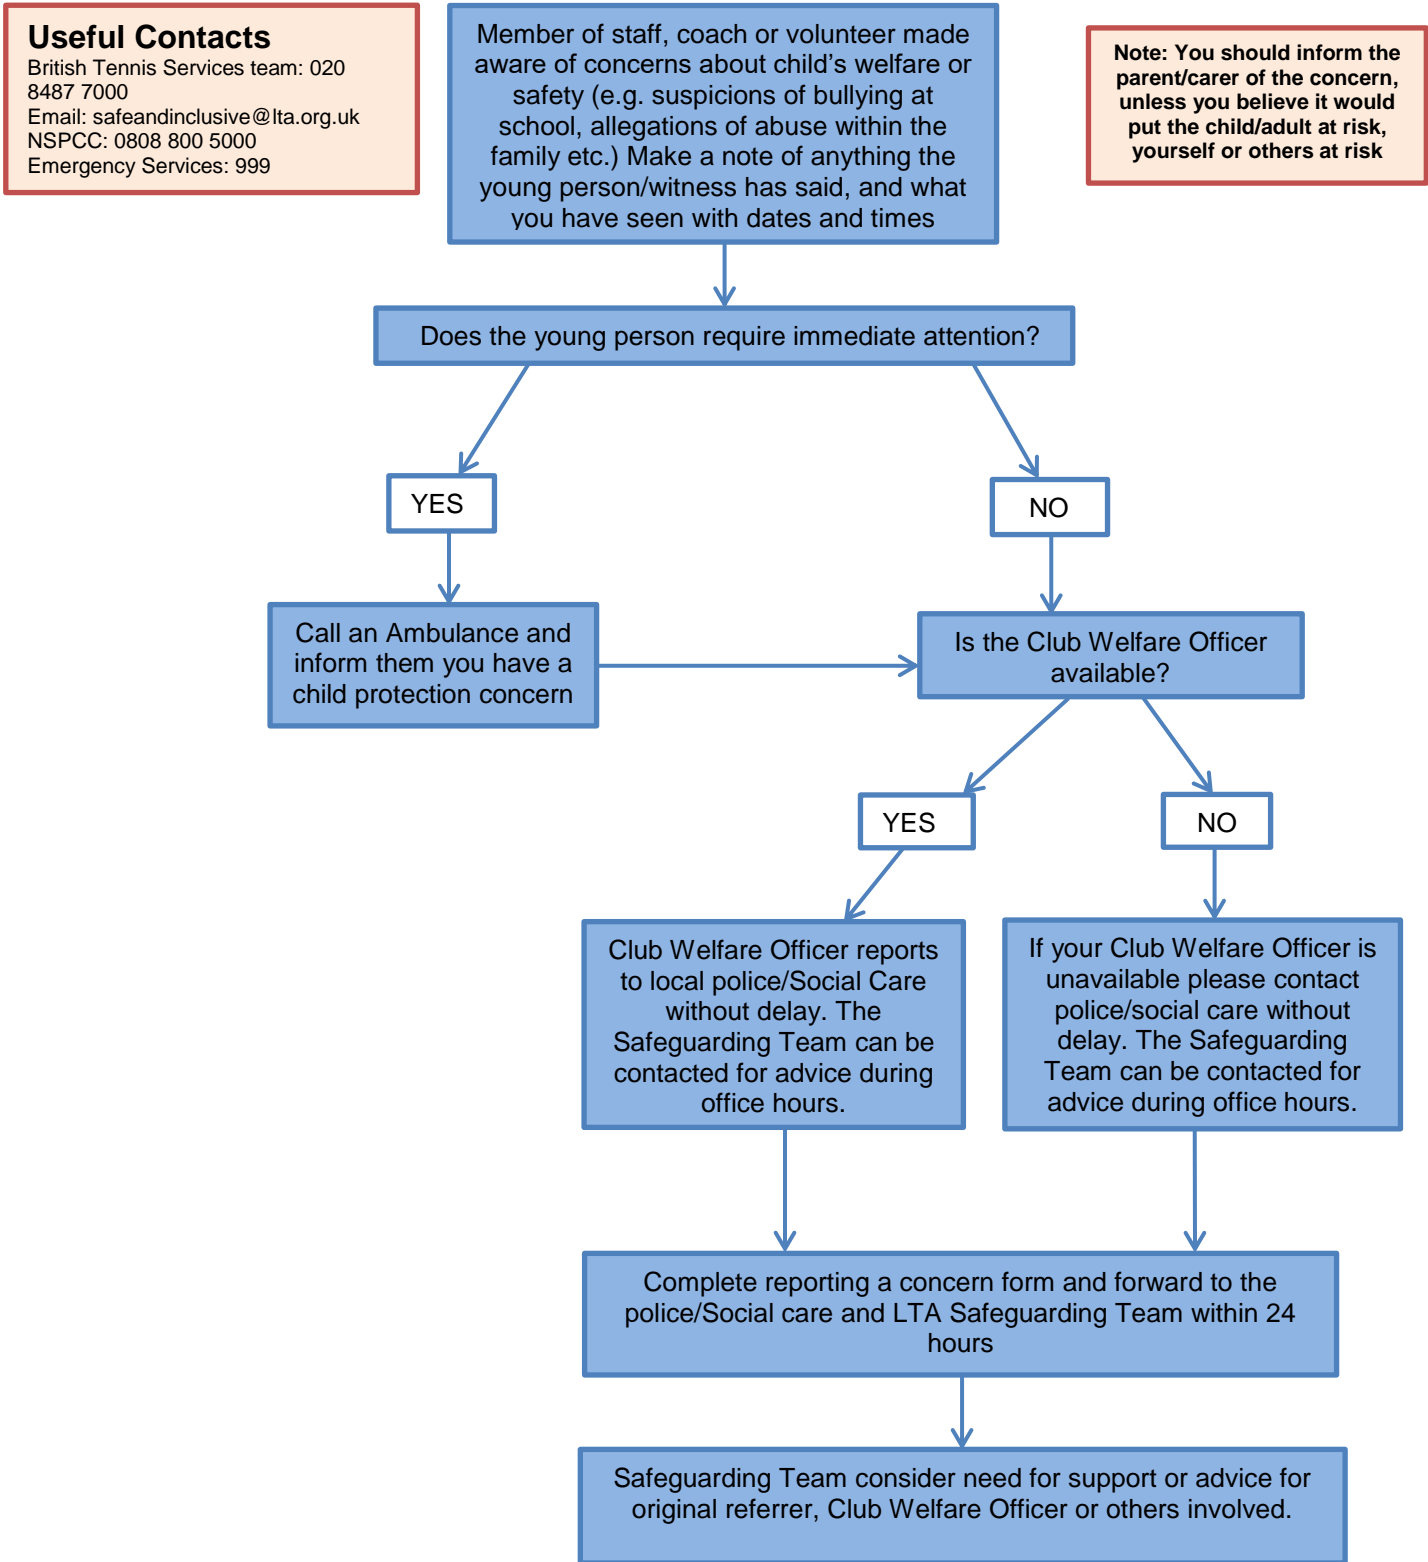 Useful Contacts
British Tennis Services team: 020
8487 7000
Email: safeandinclusive@lta.org.uk
NSPCC: 0808 800 5000
Emergency Services: 999
Member of staff, coach or volunteer made
aware of concerns about child's welfare or
safety (e.g. suspicions of bullying at
school, allegations of abuse within the
family etc.) Make a note of anything the
young person/witness has said, and what
you have seen with dates and times
Note: You should inform the
parent/carer of the concern,
unless you believe it would
put the child/adult at risk,
yourself or others at risk
Does the young person require immediate attention?
YES
NO
Call an Ambulance and
inform them you have a
child protection concern
Is the Club Welfare Officer
available?
YES
NO
Club Welfare Officer reports
to local police/Social Care
without delay. The
Safeguarding Team can be
contacted for advice during
office hours.
If your Club Welfare Officer is
unavailable please contact
police/social care without
delay. The Safeguarding
Team can be contacted for
advice during office hours.
Complete reporting a concern form and forward to the
police/Social care and LTA Safeguarding Team within 24
hours
Safeguarding Team consider need for support or advice for
original referrer, Club Welfare Officer or others involved.